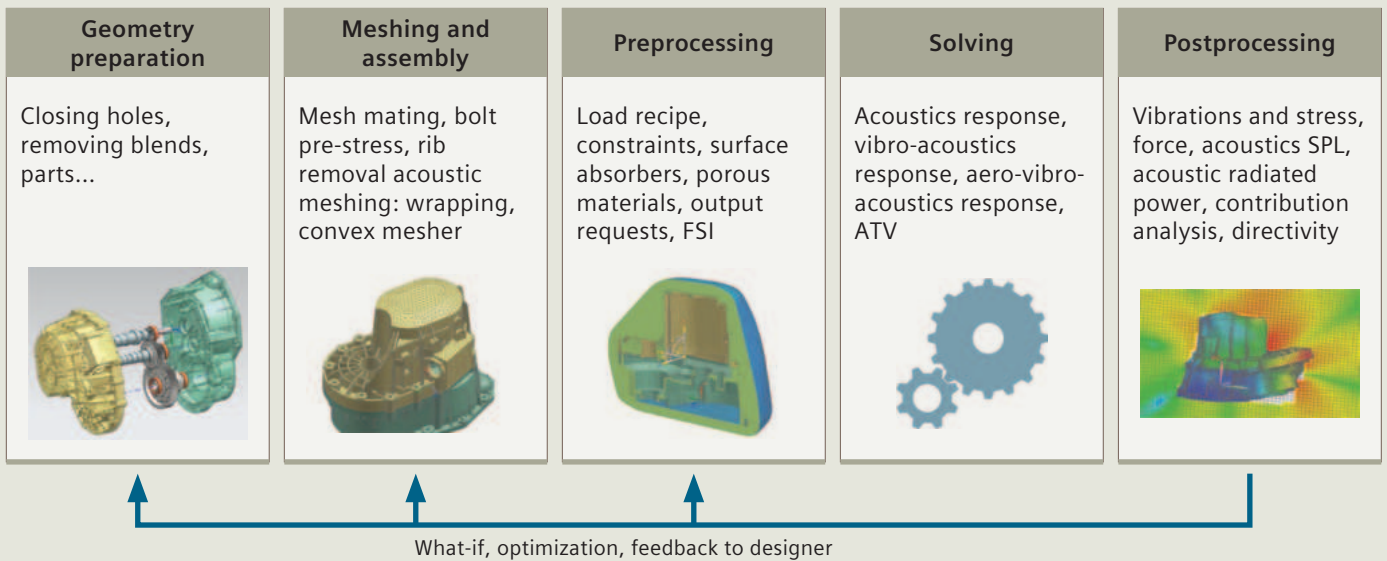 Geometry
preparation
Closing holes,
removing blends,
parts...
Meshing and
assembly
Mesh mating, bolt
pre-stress, rib
removal acoustic
meshing: wrapping,
convex mesher
Preprocessing
Load recipe,
constraints, surface
absorbers, porous
materials, output
requests, FSI
Solving
Acoustics response,
vibro-acoustics
response, aero-vibro-
acoustics response,
ATV
Postprocessing
Vibrations and stress,
force, acoustics SPL,
acoustic radiated
power, contribution
analysis, directivity
What-if, optimization, feedback to designer